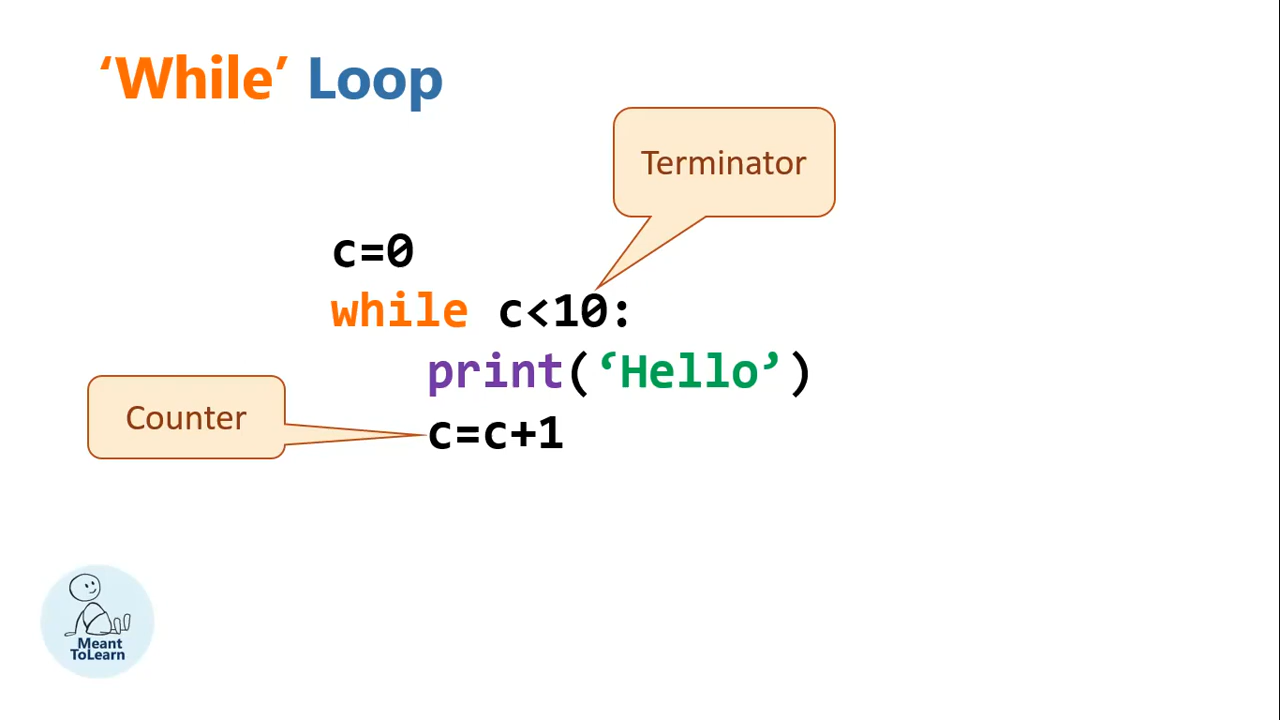 ‘While’ Loop
Terminator
c=0
while c<10:
print(‘Hello’)
Counter
c=c+1
Meant
ToLearn